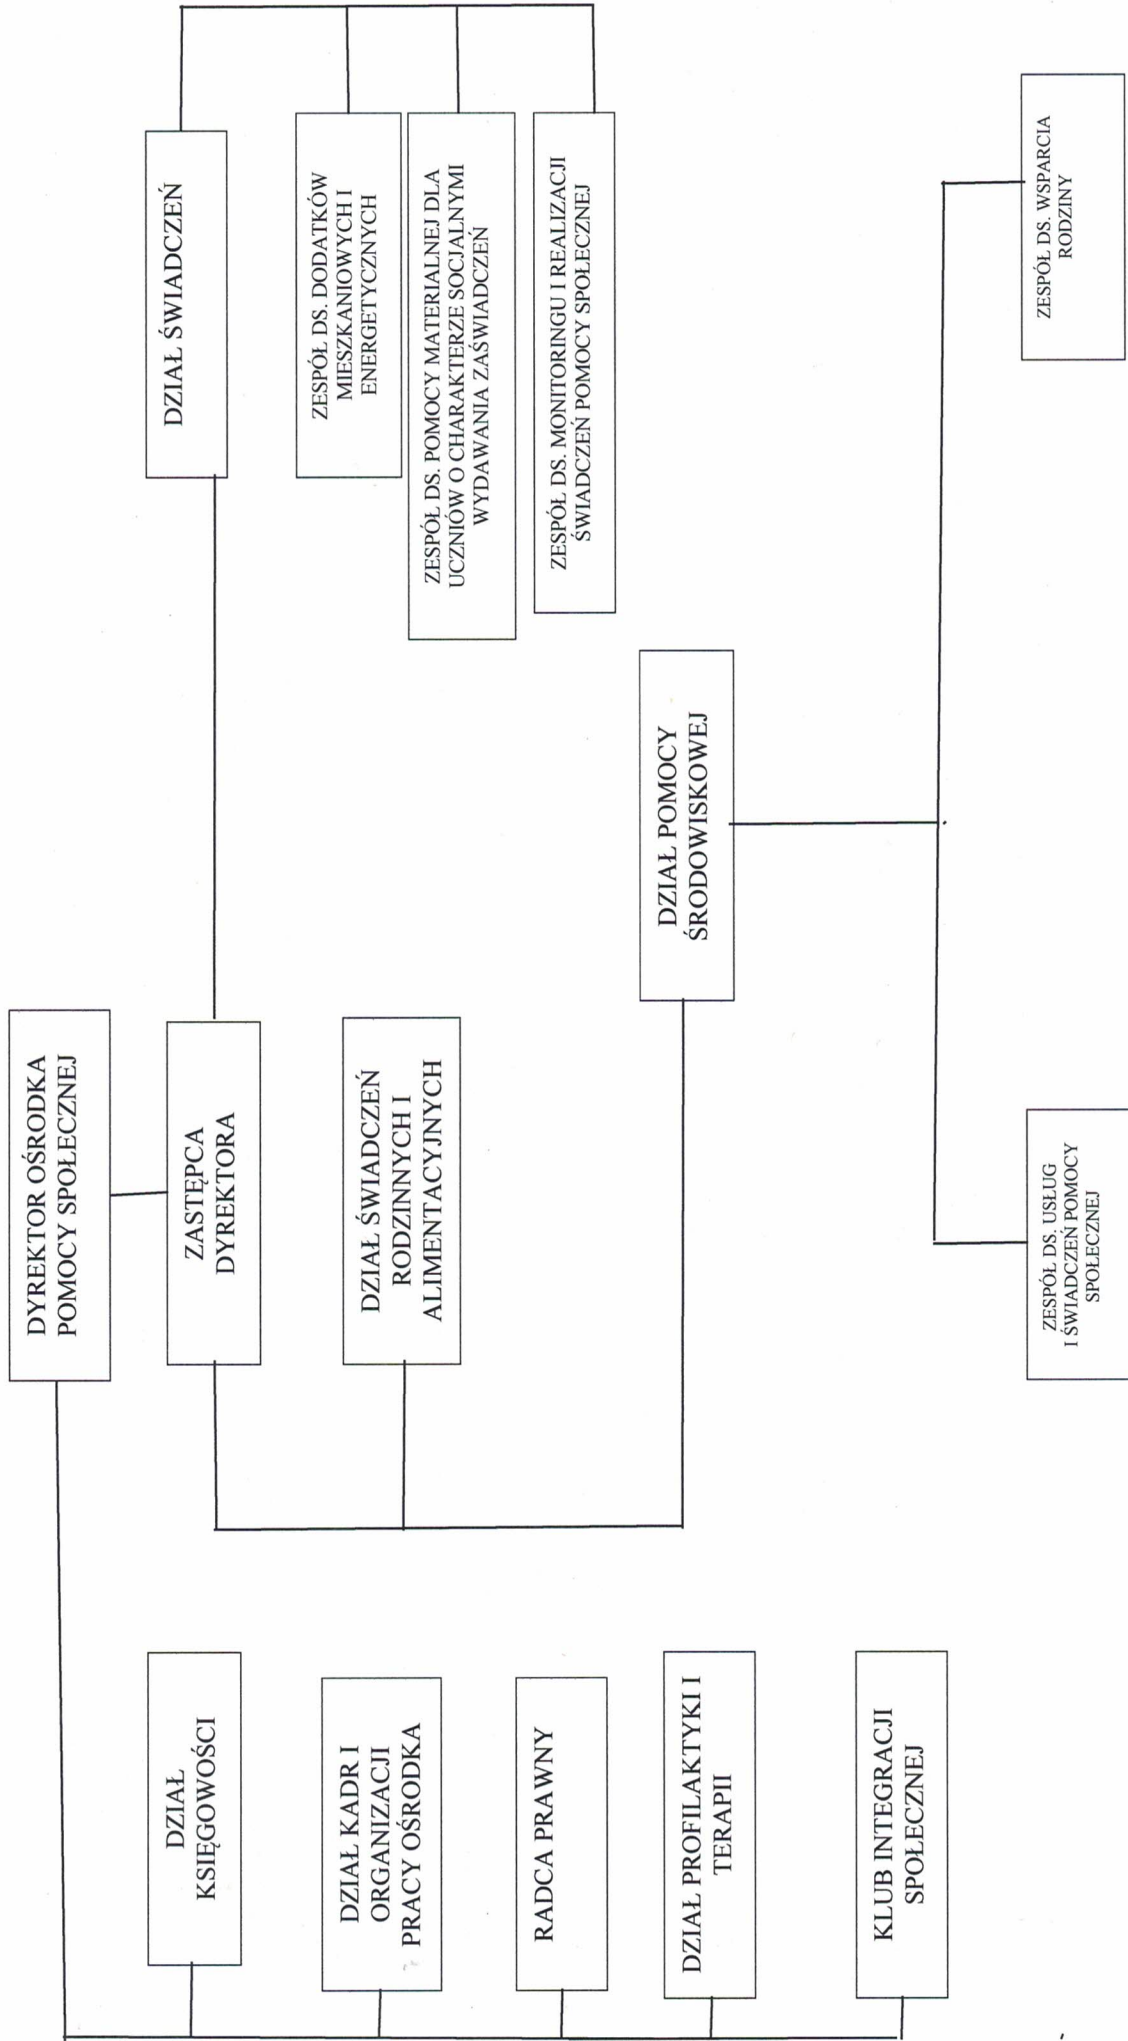 DYREKTOR OŚRODKA
POMOCY SPOŁECZNEJ
ZASTĘPCA
DYREKTORA
DZIAŁ ŚWIADCZEŃ
RODZINNYCH I
ALIMENTACYJNYCH
DZIAŁ
KSIĘGOWOŚCI
DZIAŁ KADR I
ORGANIZACJI
PRACY OŚRODKA
RADCA PRAWNY
DZIAŁ PROFILAKTYKI I
TERAPII
KLUB INTEGRACJI
SPOŁECZNEJ
DZIAŁ ŚWIADCZEŃ
ZESPÓŁ DS. DODATKÓW
MIESZKANIOWYCH I
ENERGETYCZNYCH
ZESPÓŁ DS. POMOCY MATERIALNEJ DLA
UCZNIÓW O CHARAKTERZE SOCJALNYMI
WYDAWANIA ZAŚWIADCZEŃ
ZESPÓŁ DS. MONITORINGU I REALIZACJI
ŚWIADCZEŃ POMOCY SPOŁECZNEJ
DZIAŁ POMOCY
ŚRODOWISKOWEJ
ZESPÓŁ DS. USŁUG
I ŚWIADCZEŃ POMOCY
SPOŁECZNEJ
ZESPÓŁ DS. WSPARCIA
RODZINY